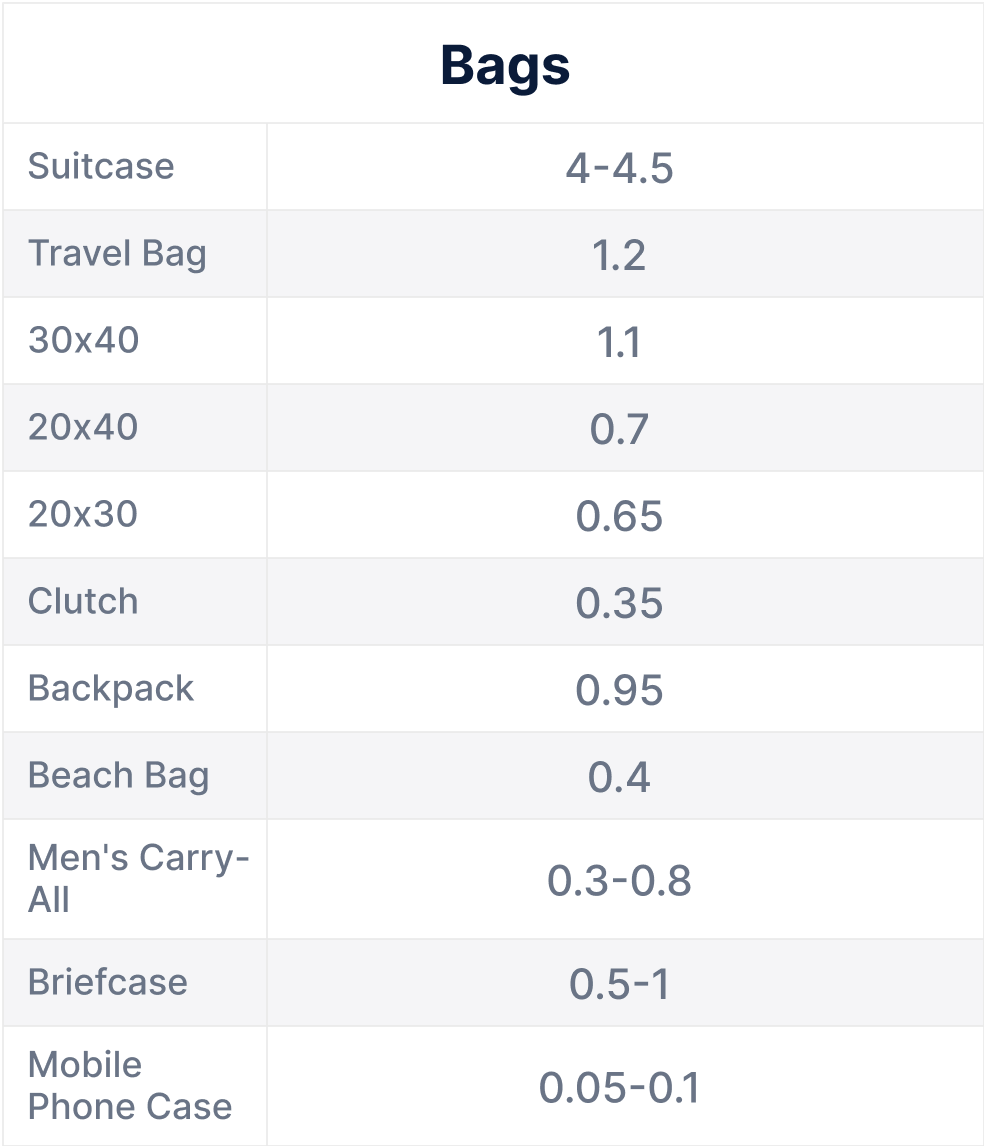 Bags
Suitcase 4-4.5
Travel Bag 1.2
30x40 1.1
20x40 0.7
20x30 0.65
Clutch 0.35
Backpack 0.95
Beach Bag 0.4
Men's Carry-
All 0.3-0.8
Briefcase 0.5-1
Mobile
Phone Case 0.05-0.1